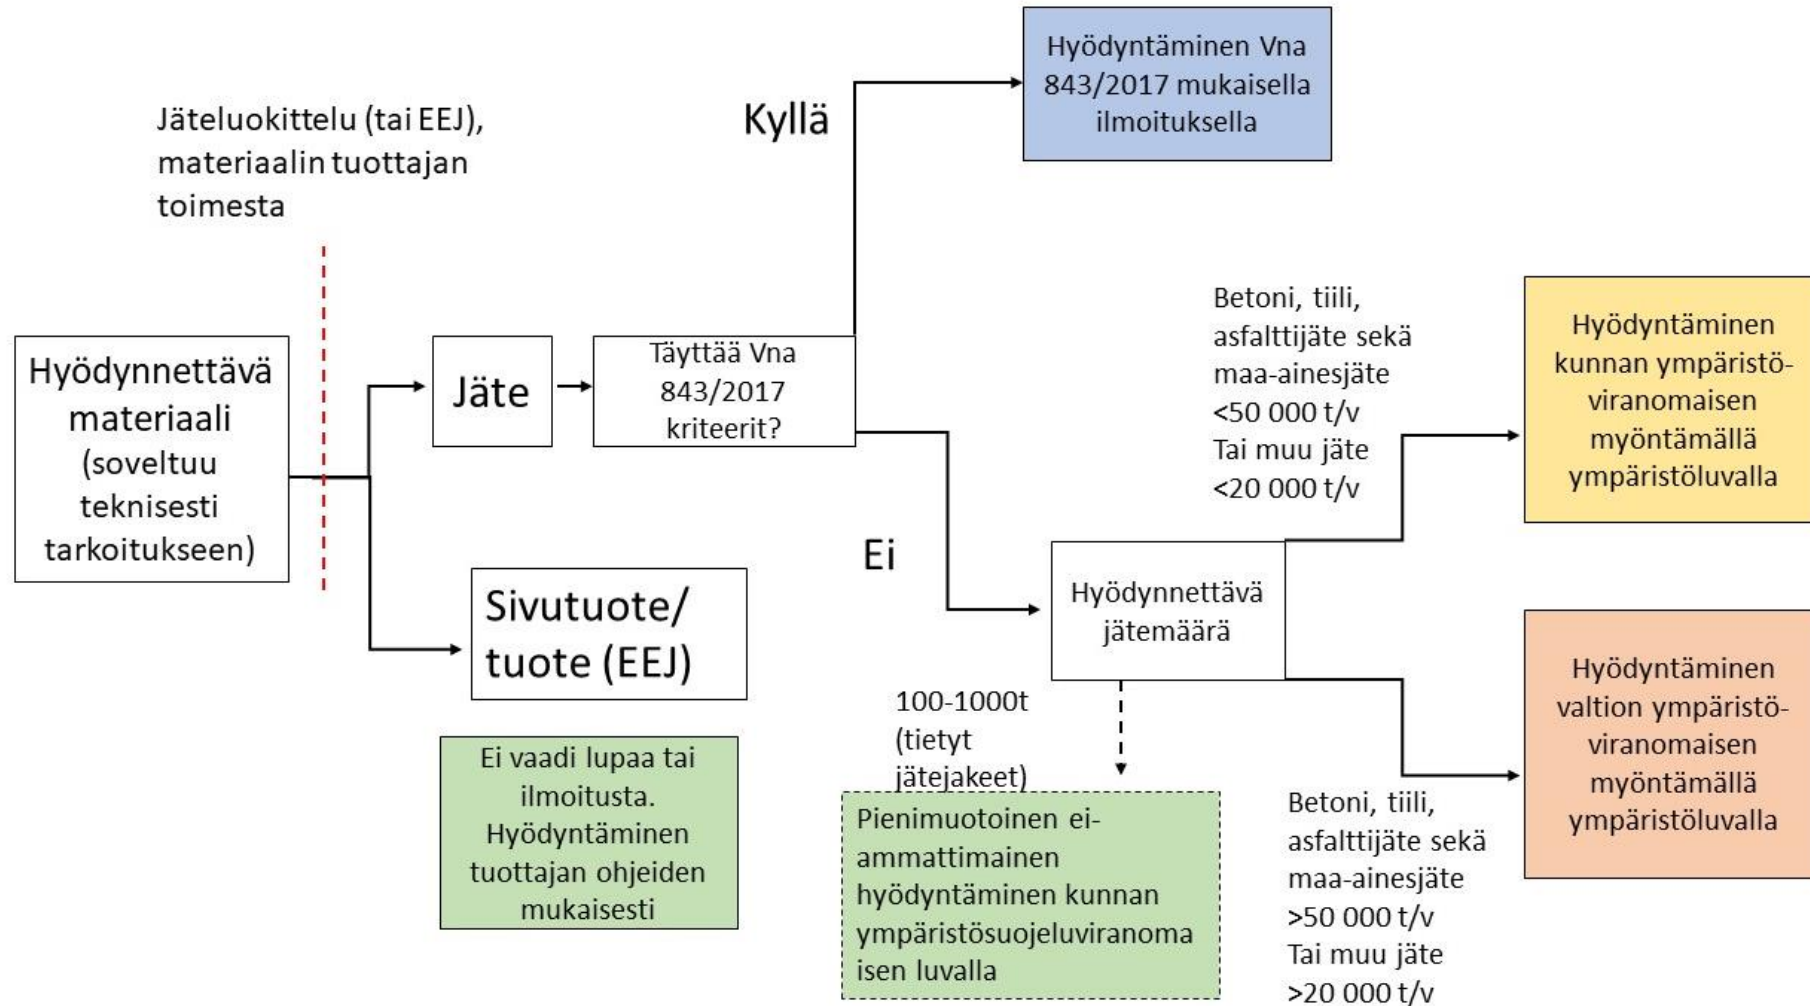 Jäteluokittelu (tai EEJ),
materiaalin tuottajan
toimesta
Hyödynnettävä
materiaali
(soveltuu
teknisesti
tarkoitukseen)
Jäte
Täyttää Vna
843/2017
kriteerit?
Kyllä
Hyödyntäminen Vna
843/2017 mukaisella
ilmoituksella
Sivutuote/
tuote (EEJ)
Ei vaadi lupaa tai
ilmoitusta.
Hyödyntäminen
tuottajan ohjeiden
mukaisesti
Ei
Hyödynnettävä
jätemäärä
100-1000t
(tietyt
jätejakeet)
Pienimuotoinen ei-
ammattimainen
hyödyntäminen kunnan
ympäristösuojeluviranoma
isen luvalla
Betoni, tiili,
asfalttijäte sekä
maa-ainesjäte
<50 000 t/v
Tai muu jäte
<20 000 t/v
Hyödyntäminen
kunnan ympäristö-
viranomaisen
myöntämällä
ympäristöluvalla
Betoni, tiili,
asfalttijäte sekä
maa-ainesjäte
>50 000 t/v
Tai muu jäte
>20 000 t/v
Hyödyntäminen
valtion ympäristö-
viranomaisen
myöntämällä
ympäristöluvalla